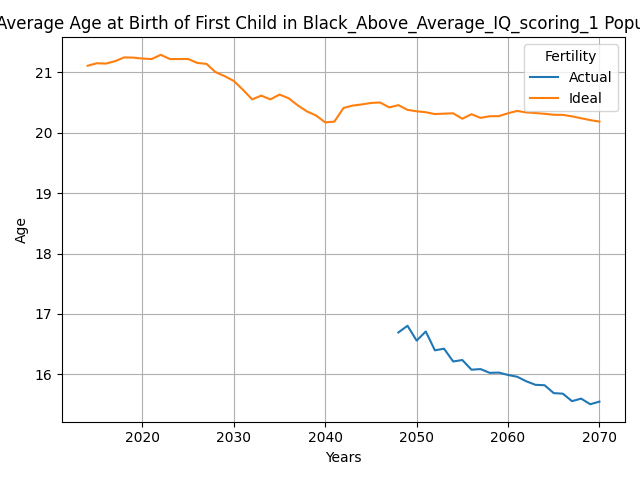 Average Age at Birth of First Child in Black_Above_Average_IQ_scoring_1 Popu
Fertility
Actual
Ideal
21
20
19
18
17
16
Age
2020 2030 2040 2050 2060 2070
Years